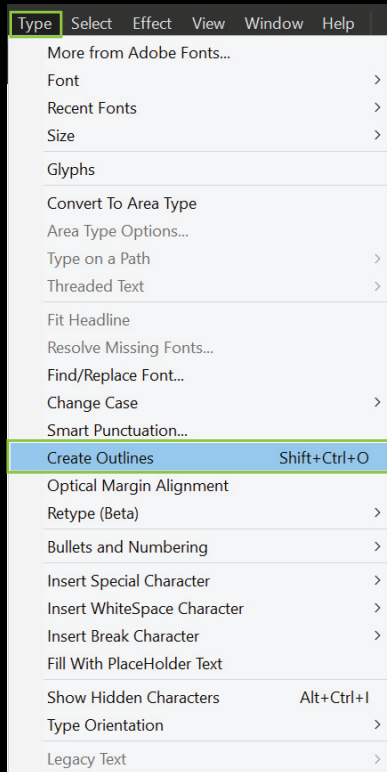 Type Select Effect View Window Help
More from Adobe Fonts...
Font
Recent Fonts
Size
Glyphs
Convert To Area Type
Area Type Options...
Type on a Path
Threaded Text
Fit Headline
Resolve Missing Fonts...
Find/Replace Font...
Change Case
Smart Punctuation...
Create Outlines Shift+Ctrl+O
Optical Margin Alignment
Retype (Beta)
Bullets and Numbering
Insert Special Character
Insert WhiteSpace Character
Insert Break Character
Fill With PlaceHolder Text
Show Hidden Characters Alt+Ctrl+I
Type Orientation
Legacy Text